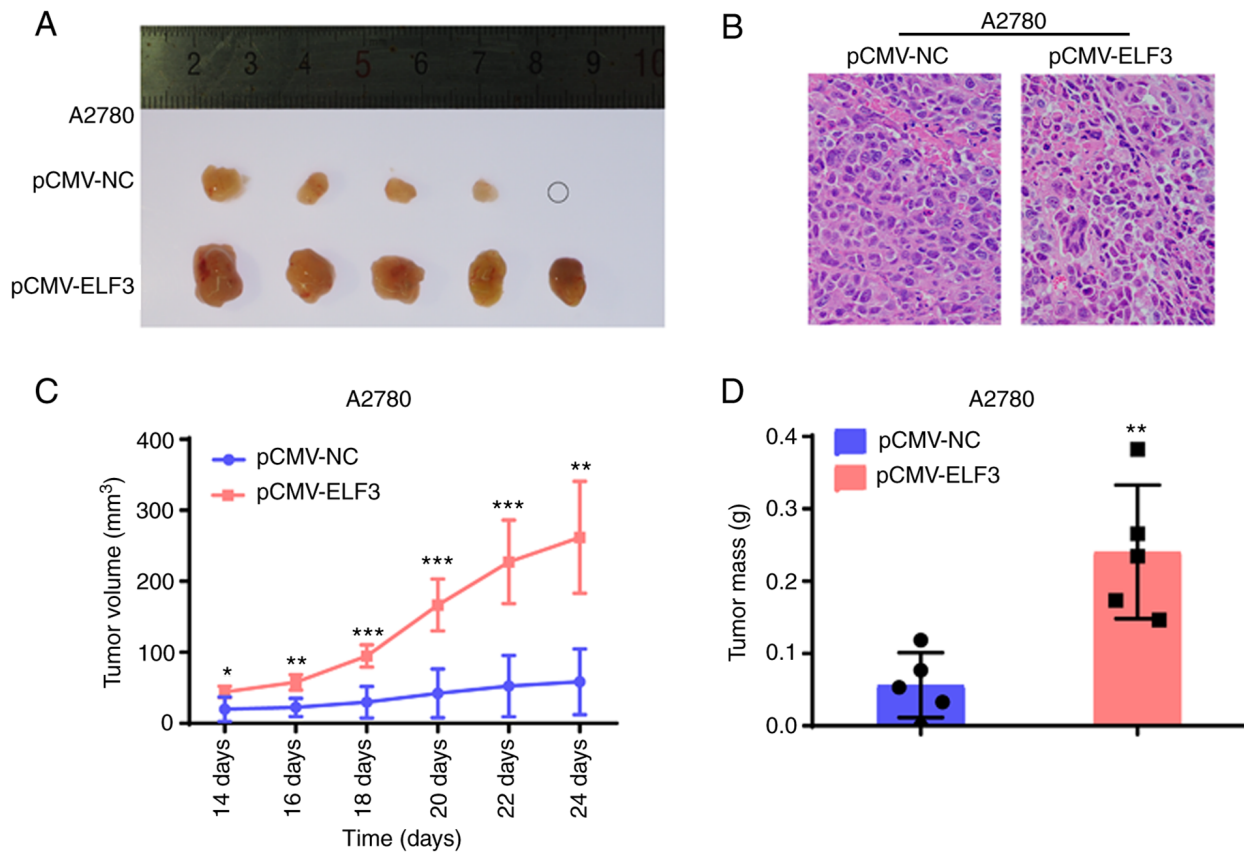 A
2 3 4 5 6 7 8 9 10
A2780
pCMV-NC
pCMV-ELF3
B
A2780
pCMV-NC pCMV-ELF3
C
A2780
pCMV-NC
pCMV-ELF3
Tumor volume (mm³)
400
300
200
100
0
* ** *** *** *** **
14 days 16 days 18 days 20 days 22 days 24 days
Time (days)
D
A2780
pCMV-NC
pCMV-ELF3
**
Tumor mass (g)
0.4
0.3
0.2
0.1
0.0